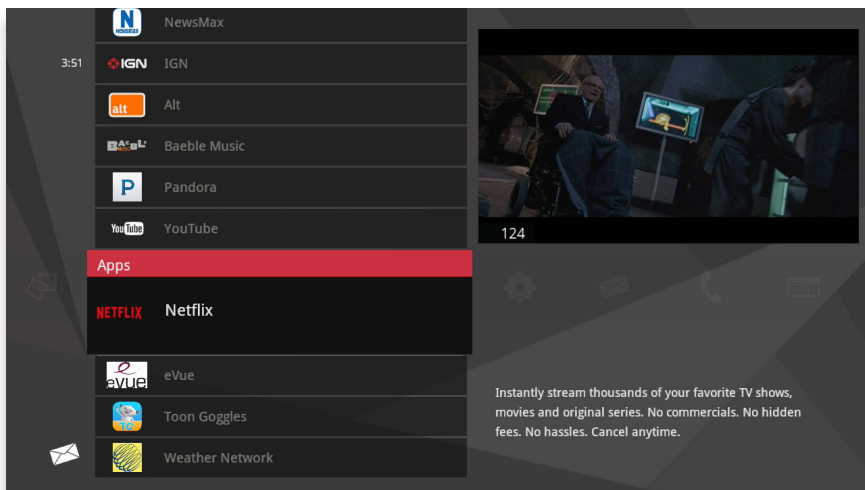 N
NEWSMAX
NewsMax
3:51
IGN
IGN
alt
Alt
Baeble Music
P
Pandora
YouTube
YouTube
124
Apps
NETFLIX
Netflix
evue
eVue
Instantly stream thousands of your favorite TV shows,
movies and original series. No commercials. No hidden
fees. No hassles. Cancel anytime.
TG
Toon Goggles
Weather Network